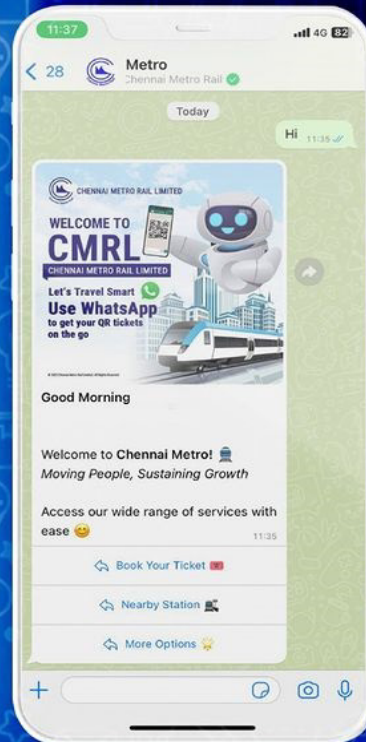 11:37
4G 82
28
Metro
Chennai Metro Rail
Today
Hi
11:35
CHENNAI METRO RAIL LIMITED
WELCOME TO
CMRL
CHENNAI METRO RAIL LIMITED
Let's Travel Smart
Use WhatsApp
to get your QR tickets
on the go
Good Morning
Welcome to Chennai Metro! 🚆
Moving People, Sustaining Growth
Access our wide range of services with
ease 😊
11:35
Book Your Ticket 🎟️
Nearby Station 🚉
More Options 🌟